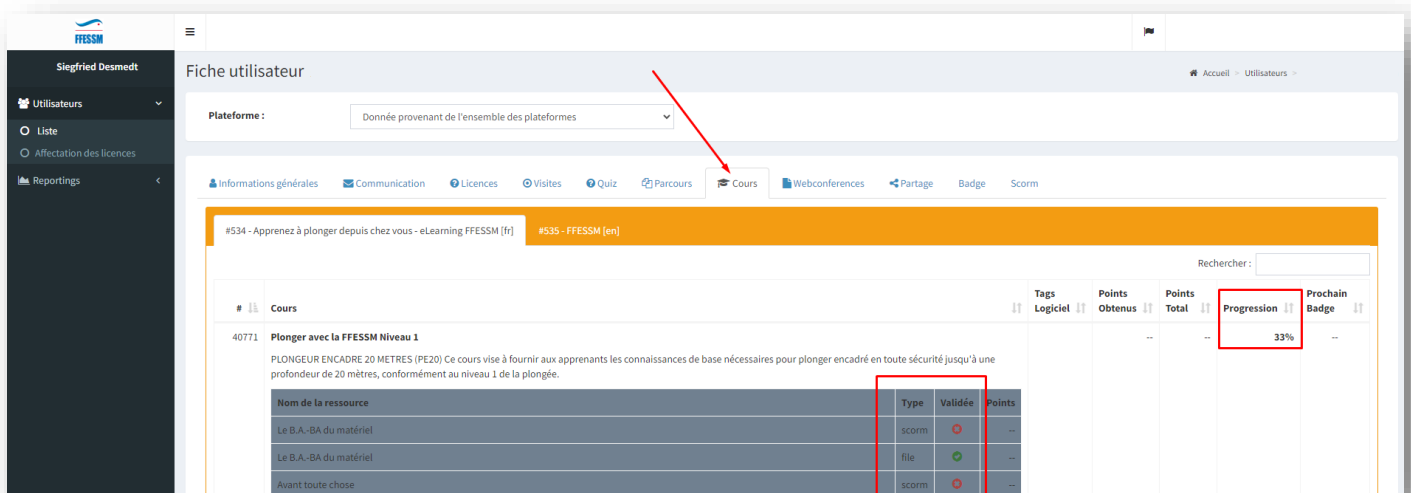 FFESSM
Siegfried Desmedt
Utilisateurs
Liste
Affectation des licences
Reportings
Fiche utilisateur
Accueil > Utilisateurs >
Plateforme : Donnée provenant de l'ensemble des plateformes
Informations générales Communication Licences Visites Quiz Parcours Cours Webconferences Partage Badge Scorm
#534 - Apprenez à plonger depuis chez vous - eLearning FFESSM [fr] #535 - FFESSM [en]
Rechercher :
# Cours Tags Logiciel Points Obtenus Points Total Progression Prochain Badge
40771 Plonger avec la FFESSM Niveau 1 -- -- 33% --
PLONGEUR ENCADRE 20 METRES (PE20) Ce cours vise à fournir aux apprenants les connaissances de base nécessaires pour plonger encadré en toute sécurité jusqu'à une
profondeur de 20 mètres, conformément au niveau 1 de la plongée.
Nom de la ressource Type Validée Points
Le B.A.-BA du matériel scorm --
Le B.A.-BA du matériel file --
Avant toute chose scorm --